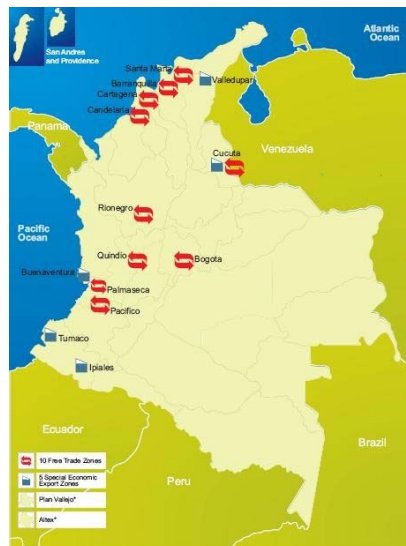 San Andres
and Providence
Atlantic
Ocean
Santa Marta
Barranquilla
Valledupar
Cartagena
Candelaria
Panama
Cucuta
Venezuela
Rionegro
Pacific
Ocean
Quindío
Bogota
Buenaventura
Palmaseca
Pacifico
Tumaco
Ipiales
Ecuador
Brazil
Peru
10 Free Trade Zones
5 Special Economic
Export Zones
Plan Vallejo*
Altex*